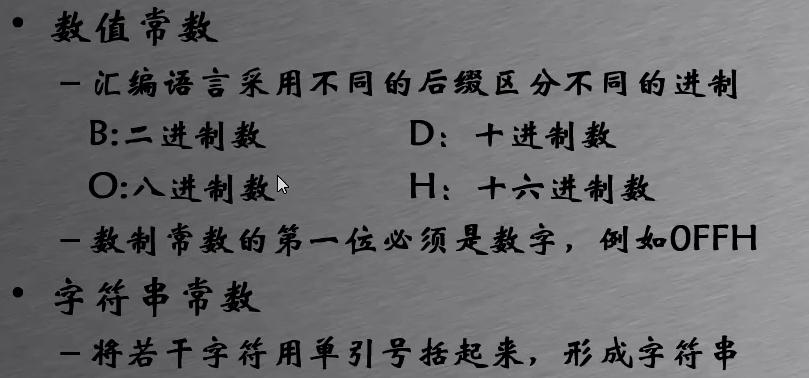 • 数值常数
– 汇编语言采用不同的后缀区分不同的进制
B:二进制数 D：十进制数
O:八进制数 H：十六进制数
– 数制常数的第一位必须是数字，例如0FFH
• 字符串常数
– 将若干字符用单引号括起来，形成字符串